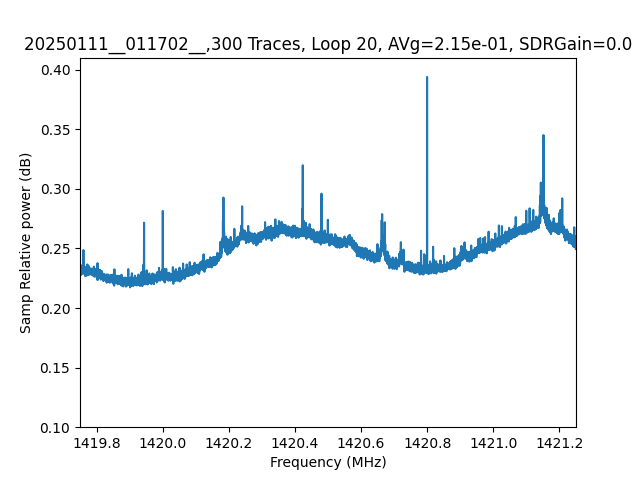 20250111__011702__,300 Traces, Loop 20, AVg=2.15e-01, SDRGain=0.0
0.40
0.35
0.30
0.25
0.20
0.15
0.10
Samp Relative power (dB)
1419.8 1420.0 1420.2 1420.4 1420.6 1420.8 1421.0 1421.2
Frequency (MHz)